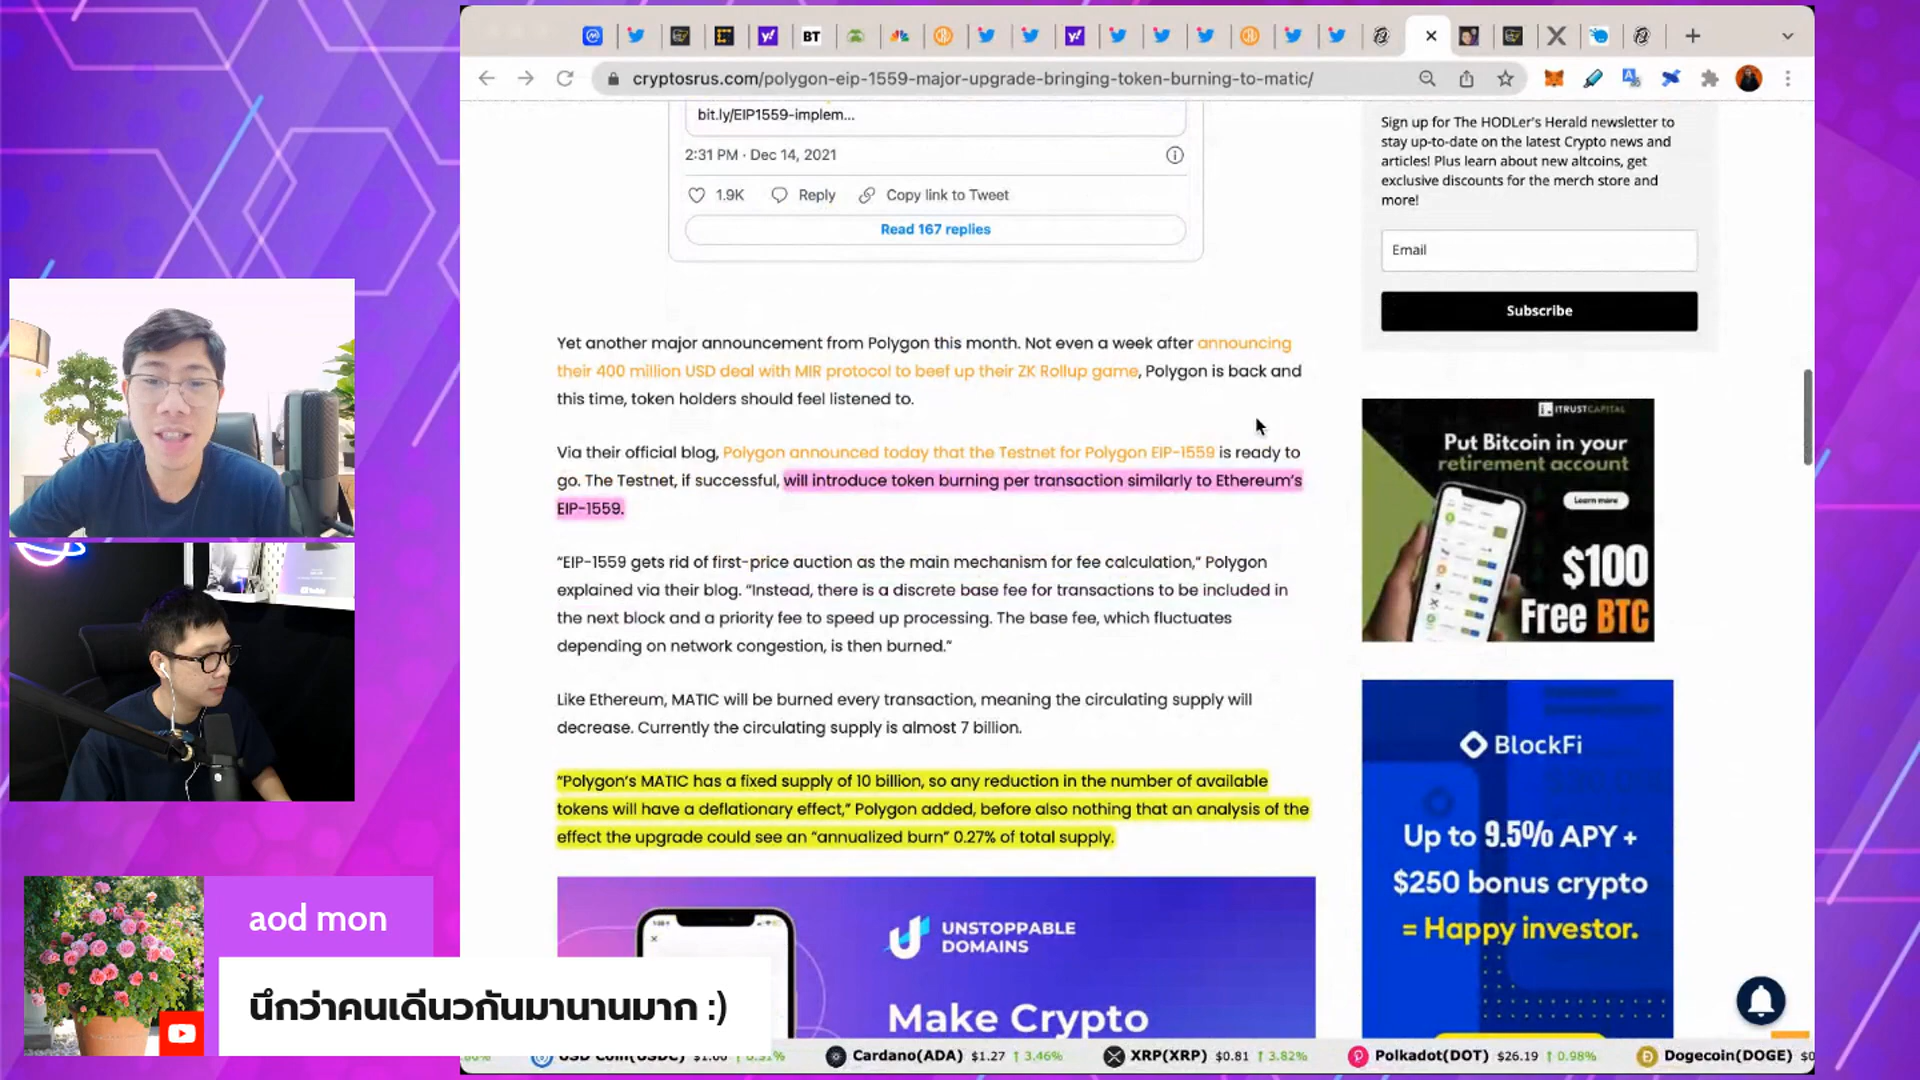 BT
cryptosrus.com/polygon-eip-1559-major-upgrade-bringing-token-burning-to-matic/
bit.ly/EIP1559-implem...
2:31 PM · Dec 14, 2021
1.9K Reply Copy link to Tweet
Read 167 replies
Yet another major announcement from Polygon this month. Not even a week after announcing
their 400 million USD deal with MIR protocol to beef up their ZK Rollup game, Polygon is back and
this time, token holders should feel listened to.
Via their official blog, Polygon announced today that the Testnet for Polygon EIP-1559 is ready to
go. The Testnet, if successful, will introduce token burning per transaction similarly to Ethereum's
EIP-1559.
"EIP-1559 gets rid of first-price auction as the main mechanism for fee calculation," Polygon
explained via their blog. "Instead, there is a discrete base fee for transactions to be included in
the next block and a priority fee to speed up processing. The base fee, which fluctuates
depending on network congestion, is then burned."
Like Ethereum, MATIC will be burned every transaction, meaning the circulating supply will
decrease. Currently the circulating supply is almost 7 billion.
"Polygon's MATIC has a fixed supply of 10 billion, so any reduction in the number of available
tokens will have a deflationary effect," Polygon added, before also nothing that an analysis of the
effect the upgrade could see an "annualized burn" 0.27% of total supply.
UNSTOPPABLE
DOMAINS
Make Crypto
Sign up for The HODLer's Herald newsletter to
stay up-to-date on the latest Crypto news and
articles! Plus learn about new altcoins, get
exclusive discounts for the merch store and
more!
Email
Subscribe
ITRUSTCAPITAL
Put Bitcoin in your
retirement account
Learn more
$100
Free BTC
BlockFi
Up to 9.5% APY +
$250 bonus crypto
= Happy investor.
aod mon
นึกว่าคนเดีนวกันมานานมาก :)
USD Coin(USDC) $1.00 Cardano(ADA) $1.27 ↑ 3.46% XRP(XRP) $0.81 ↑ 3.82% Polkadot(DOT) $26.19 ↑ 0.98% Dogecoin(DOGE)